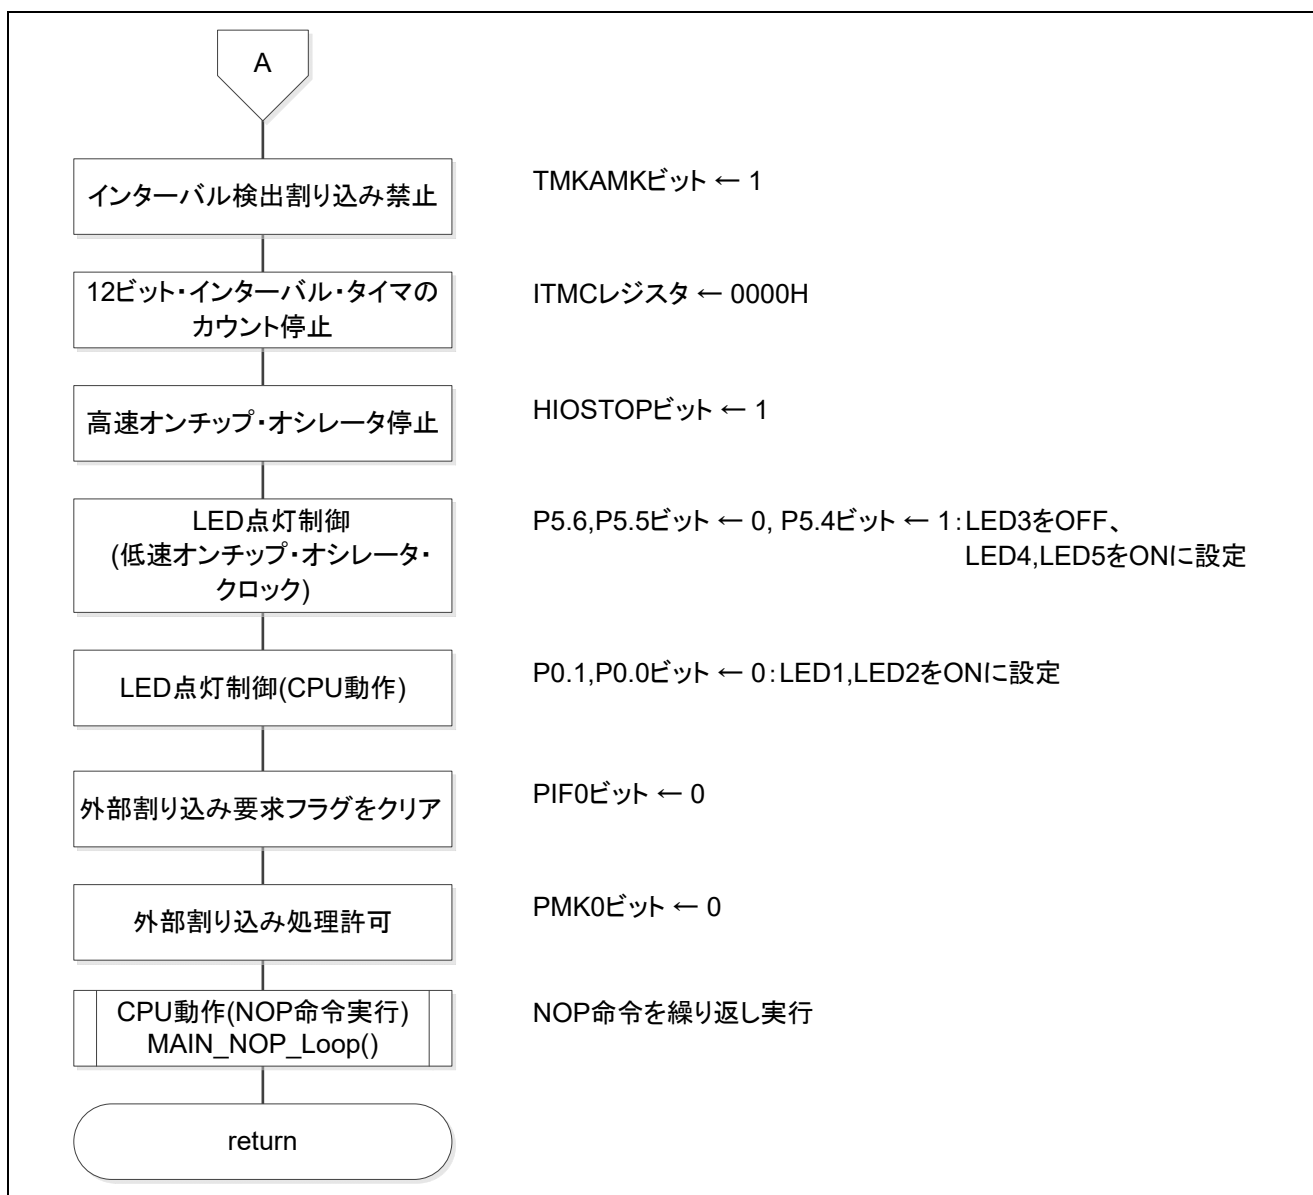 A
インターバル検出割り込み禁止
TMKAMKビット ← 1
12ビット・インターバル・タイマの
カウント停止
ITMCレジスタ ← 0000H
高速オンチップ・オシレータ停止
HIOSTOPビット ← 1
LED点灯制御
(低速オンチップ・オシレータ・
クロック)
P5.6,P5.5ビット ← 0, P5.4ビット ← 1:LED3をOFF、
LED4,LED5をONに設定
LED点灯制御(CPU動作)
P0.1,P0.0ビット ← 0:LED1,LED2をONに設定
外部割り込み要求フラグをクリア
PIF0ビット ← 0
外部割り込み処理許可
PMK0ビット ← 0
CPU動作(NOP命令実行)
MAIN_NOP_Loop()
NOP命令を繰り返し実行
return